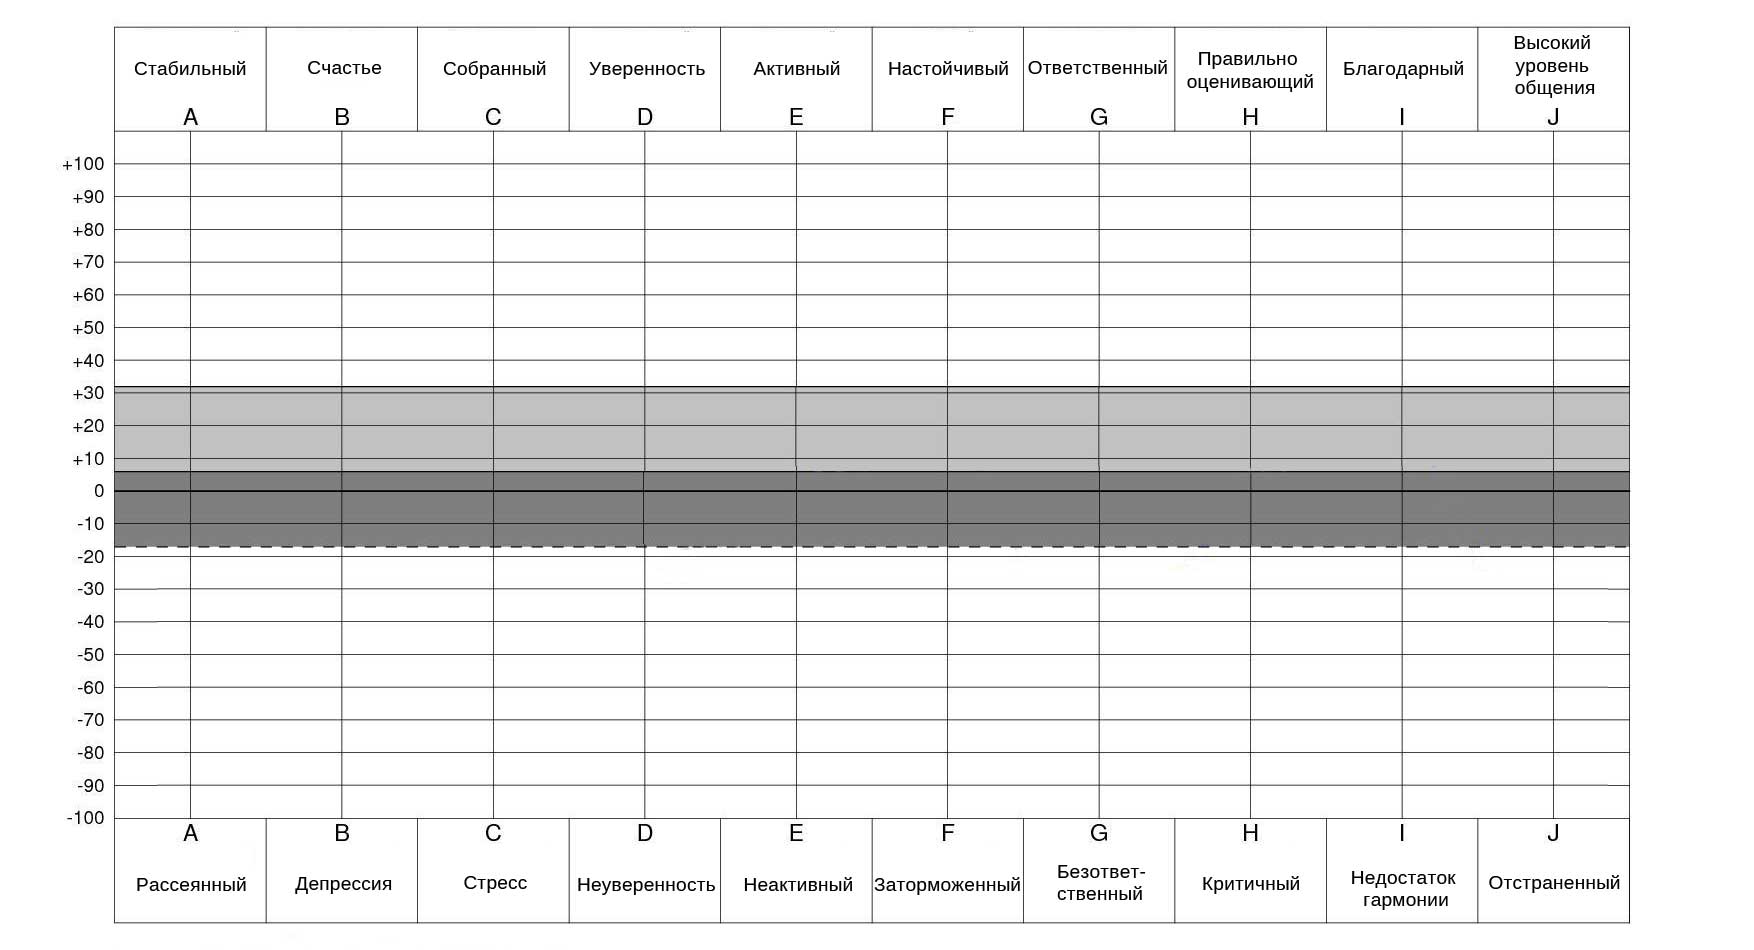 Стабильный
Счастье
Собранный
Уверенность
Активный
Настойчивый
Ответственный
Правильно
оценивающий
Благодарный
Высокий
уровень
общения
A B C D E F G H I J
+100
+90
+80
+70
+60
+50
+40
+30
+20
+10
0
-10
-20
-30
-40
-50
-60
-70
-80
-90
-100
A B C D E F G H I J
Рассеянный
Депрессия
Стресс
Неуверенность
Неактивный
Заторможенный
Безответ-
ственный
Критичный
Недостаток
гармонии
Отстраненный